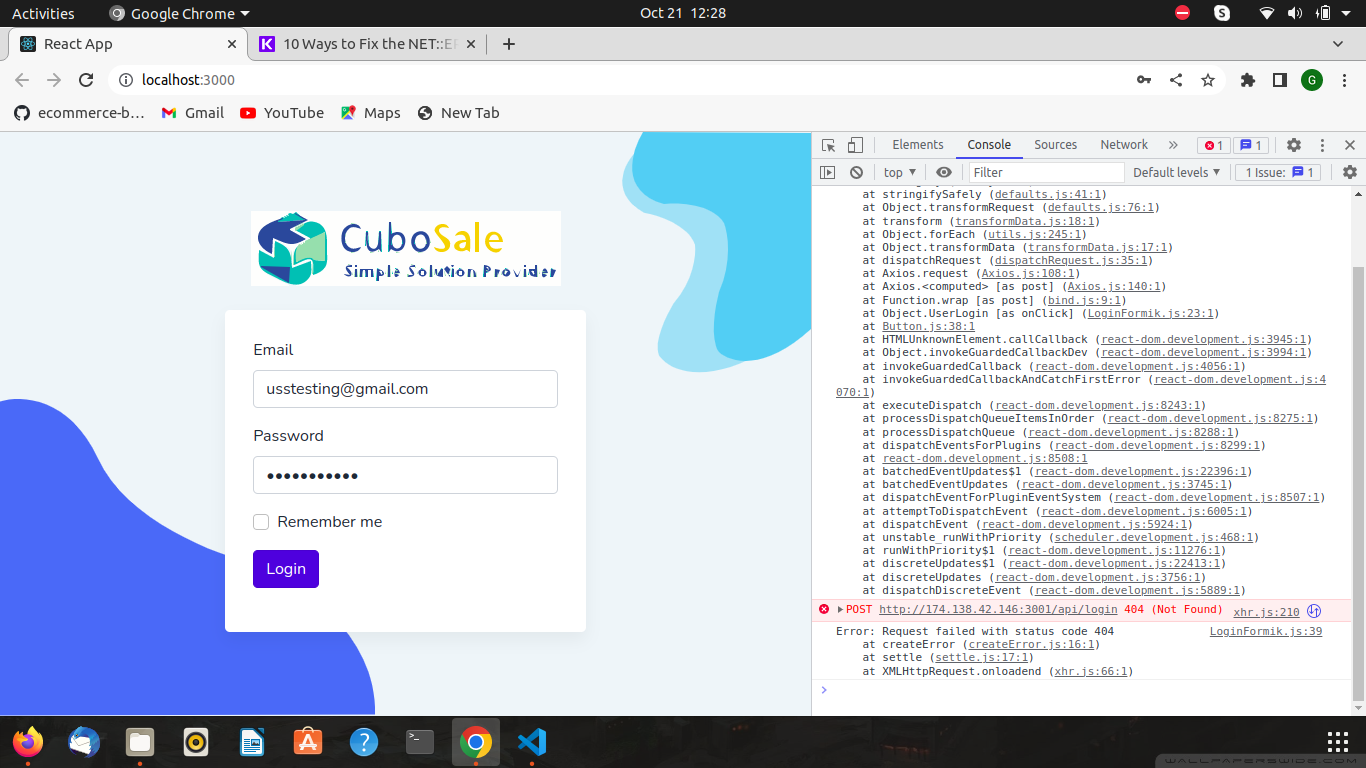 Activities
Google Chrome
Oct 21 12:28
React App
10 Ways to Fix the NET::
localhost:3000
ecommerce-b...
Gmail
YouTube
Maps
New Tab
CuboSale
Simple Solution Provider
Email
usstesting@gmail.com
Password
•••••••••••
Remember me
Login
Elements
Console
Sources
Network
1
1
top
Filter
Default levels
1 Issue:
1
at stringifySafely (defaults.js:41:1)
at Object.transformRequest (defaults.js:76:1)
at transform (transformData.js:18:1)
at Object.forEach (utils.js:245:1)
at Object.transformData (transformData.js:17:1)
at dispatchRequest (dispatchRequest.js:35:1)
at Axios.request (Axios.js:108:1)
at Axios.<computed> [as post] (Axios.js:140:1)
at Function.wrap [as post] (bind.js:9:1)
at Object.UserLogin [as onClick] (LoginFormik.js:23:1)
at Button.js:38:1
at HTMLUnknownElement.callCallback (react-dom.development.js:3945:1)
at Object.invokeGuardedCallbackDev (react-dom.development.js:3994:1)
at invokeGuardedCallback (react-dom.development.js:4056:1)
at invokeGuardedCallbackAndCatchFirstError (react-dom.development.js:4
070:1)
at executeDispatch (react-dom.development.js:8243:1)
at processDispatchQueueItemsInOrder (react-dom.development.js:8275:1)
at processDispatchQueue (react-dom.development.js:8288:1)
at dispatchEventsForPlugins (react-dom.development.js:8299:1)
at react-dom.development.js:8508:1
at batchedEventUpdates$1 (react-dom.development.js:22396:1)
at batchedEventUpdates (react-dom.development.js:3745:1)
at dispatchEventForPluginEventSystem (react-dom.development.js:8507:1)
at attemptToDispatchEvent (react-dom.development.js:6005:1)
at dispatchEvent (react-dom.development.js:5924:1)
at unstable_runWithPriority (scheduler.development.js:468:1)
at runWithPriority$1 (react-dom.development.js:11276:1)
at discreteUpdates$1 (react-dom.development.js:22413:1)
at discreteUpdates (react-dom.development.js:3756:1)
at dispatchDiscreteEvent (react-dom.development.js:5889:1)
POST http://174.138.42.146:3001/api/login 404 (Not Found) xhr.js:210
Error: Request failed with status code 404 LoginFormik.js:39
at createError (createError.js:16:1)
at settle (settle.js:17:1)
at XMLHttpRequest.onloadend (xhr.js:66:1)